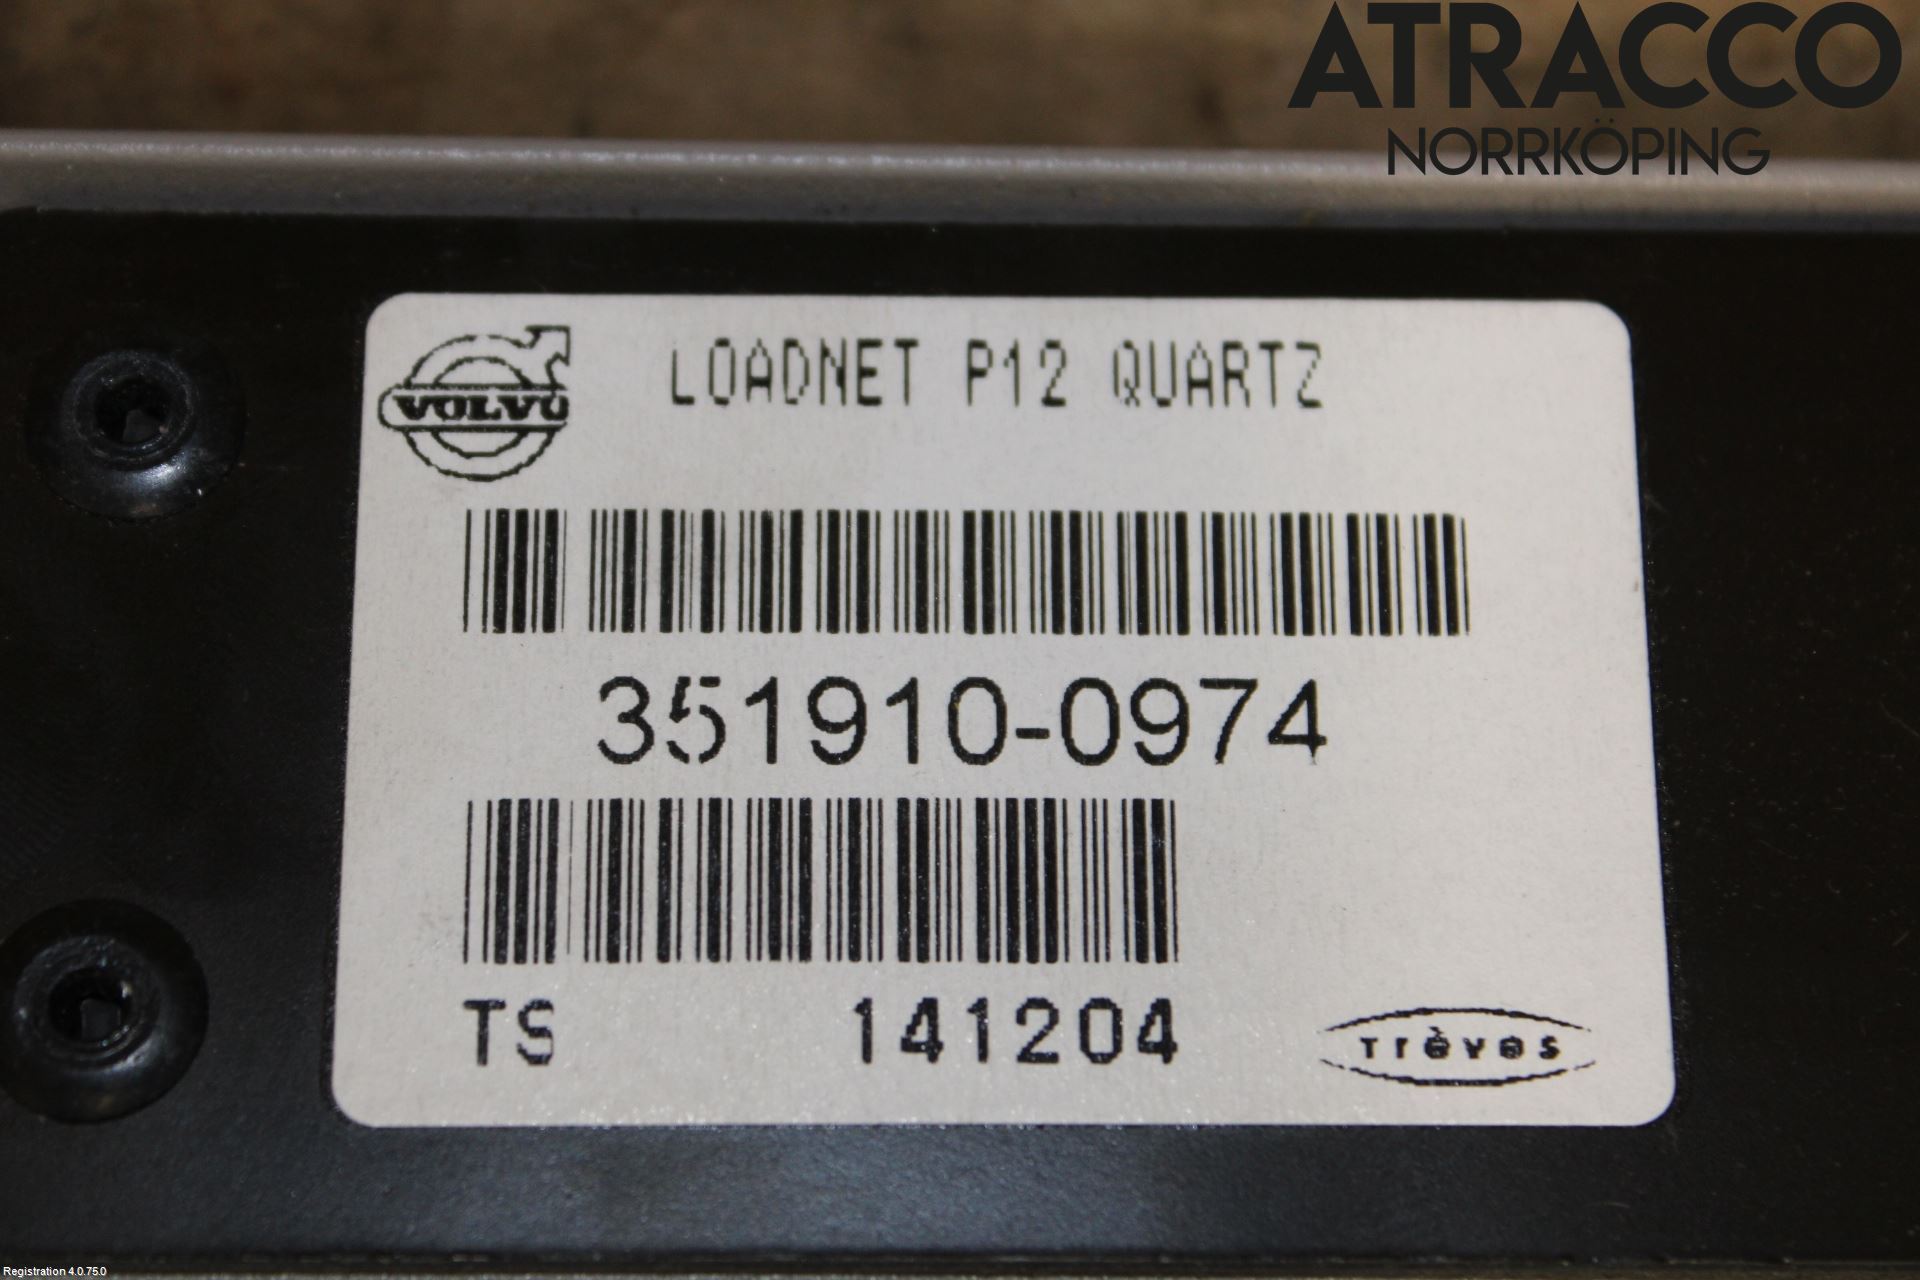 ATRACCO
NORRKÖPING
VOLVO
LOADNET P12 QUARTZ
351910-0974
TS 141204
Trèves
Registration 4.0.75.0